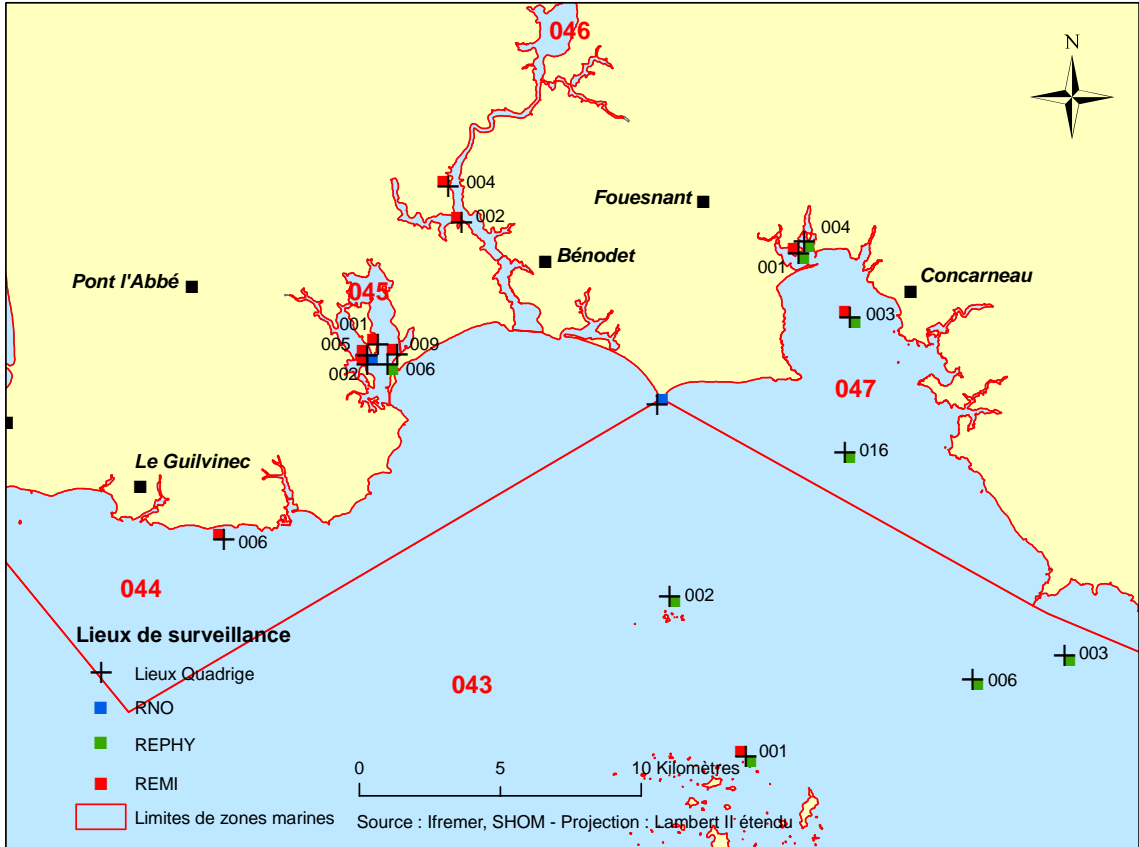 046
N
004
Fouesnant
002
004
Bénodet
001
Pont l'Abbé
Concarneau
045
003
001
005
009
002
006
047
016
Le Guilvinec
006
044
002
Lieux de surveillance
003
Lieux Quadrige
043
006
RNO
REPHY
001
0 5 10 Kilomètres
REMI
Limites de zones marines
Source : Ifremer, SHOM - Projection : Lambert II étendu